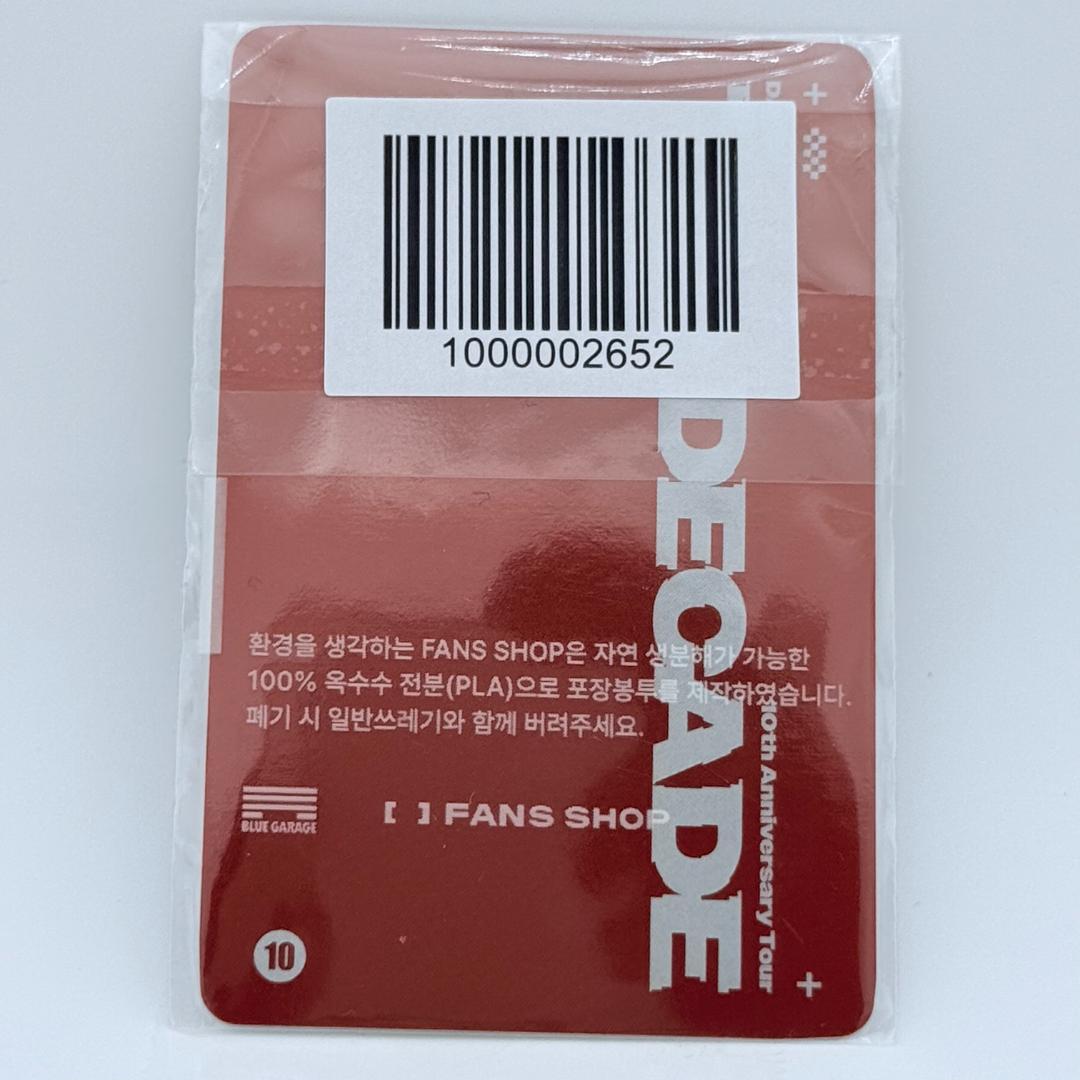 1000002652
DECADE
10th Anniversary Tour
환경을 생각하는 FANS SHOP은 자연 생분해가 가능한
100% 옥수수 전분(PLA)으로 포장봉투를 제작하였습니다.
폐기 시 일반쓰레기와 함께 버려주세요.
BLUE GARAGE
[ ] FANS SHOP
10